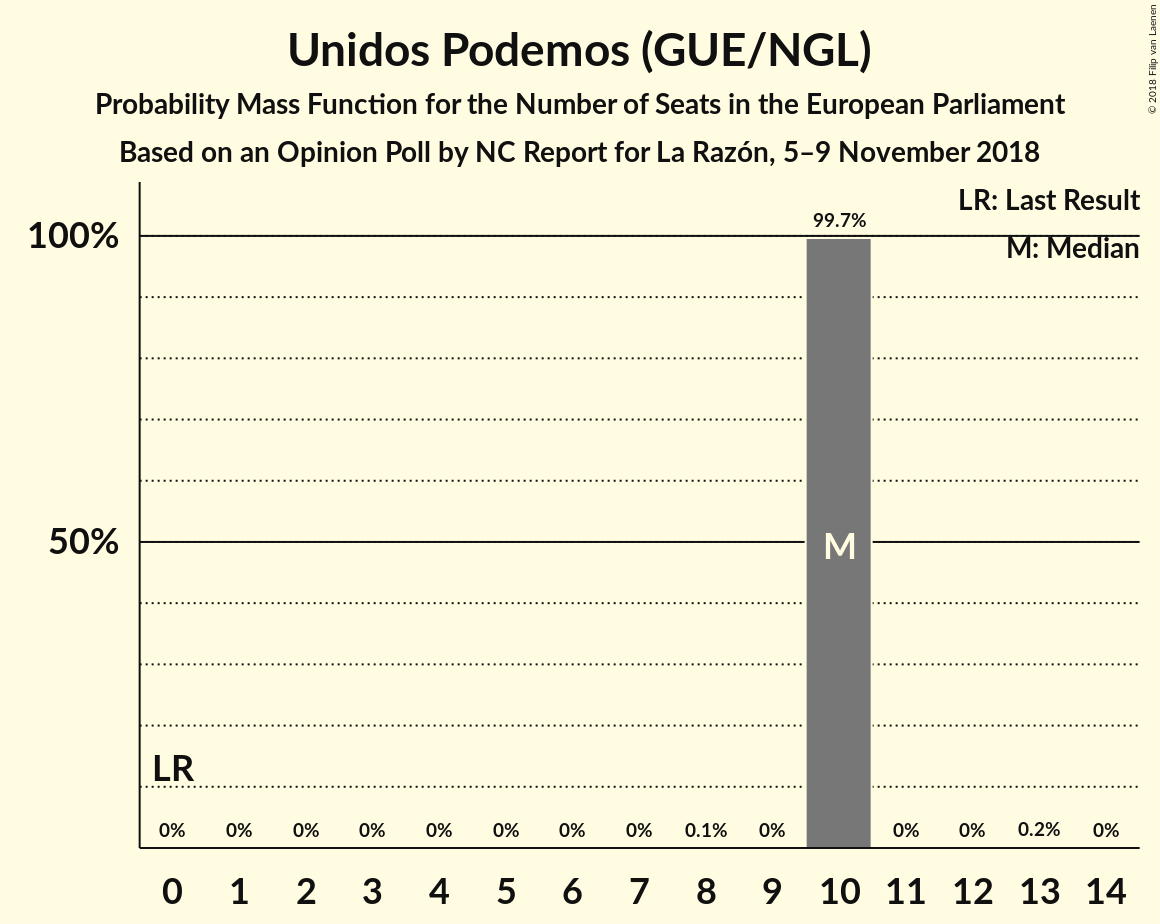 Unidos Podemos (GUE/NGL)
Probability Mass Function for the Number of Seats in the European Parliament
Based on an Opinion Poll by NC Report for La Razón, 5–9 November 2018
© 2018 Filip van Laenen
LR: Last Result
M: Median
99.7%
100%
50%
M
LR
0% 0% 0% 0% 0% 0% 0% 0% 0.1% 0% 0% 0% 0.2% 0%
0 1 2 3 4 5 6 7 8 9 10 11 12 13 14